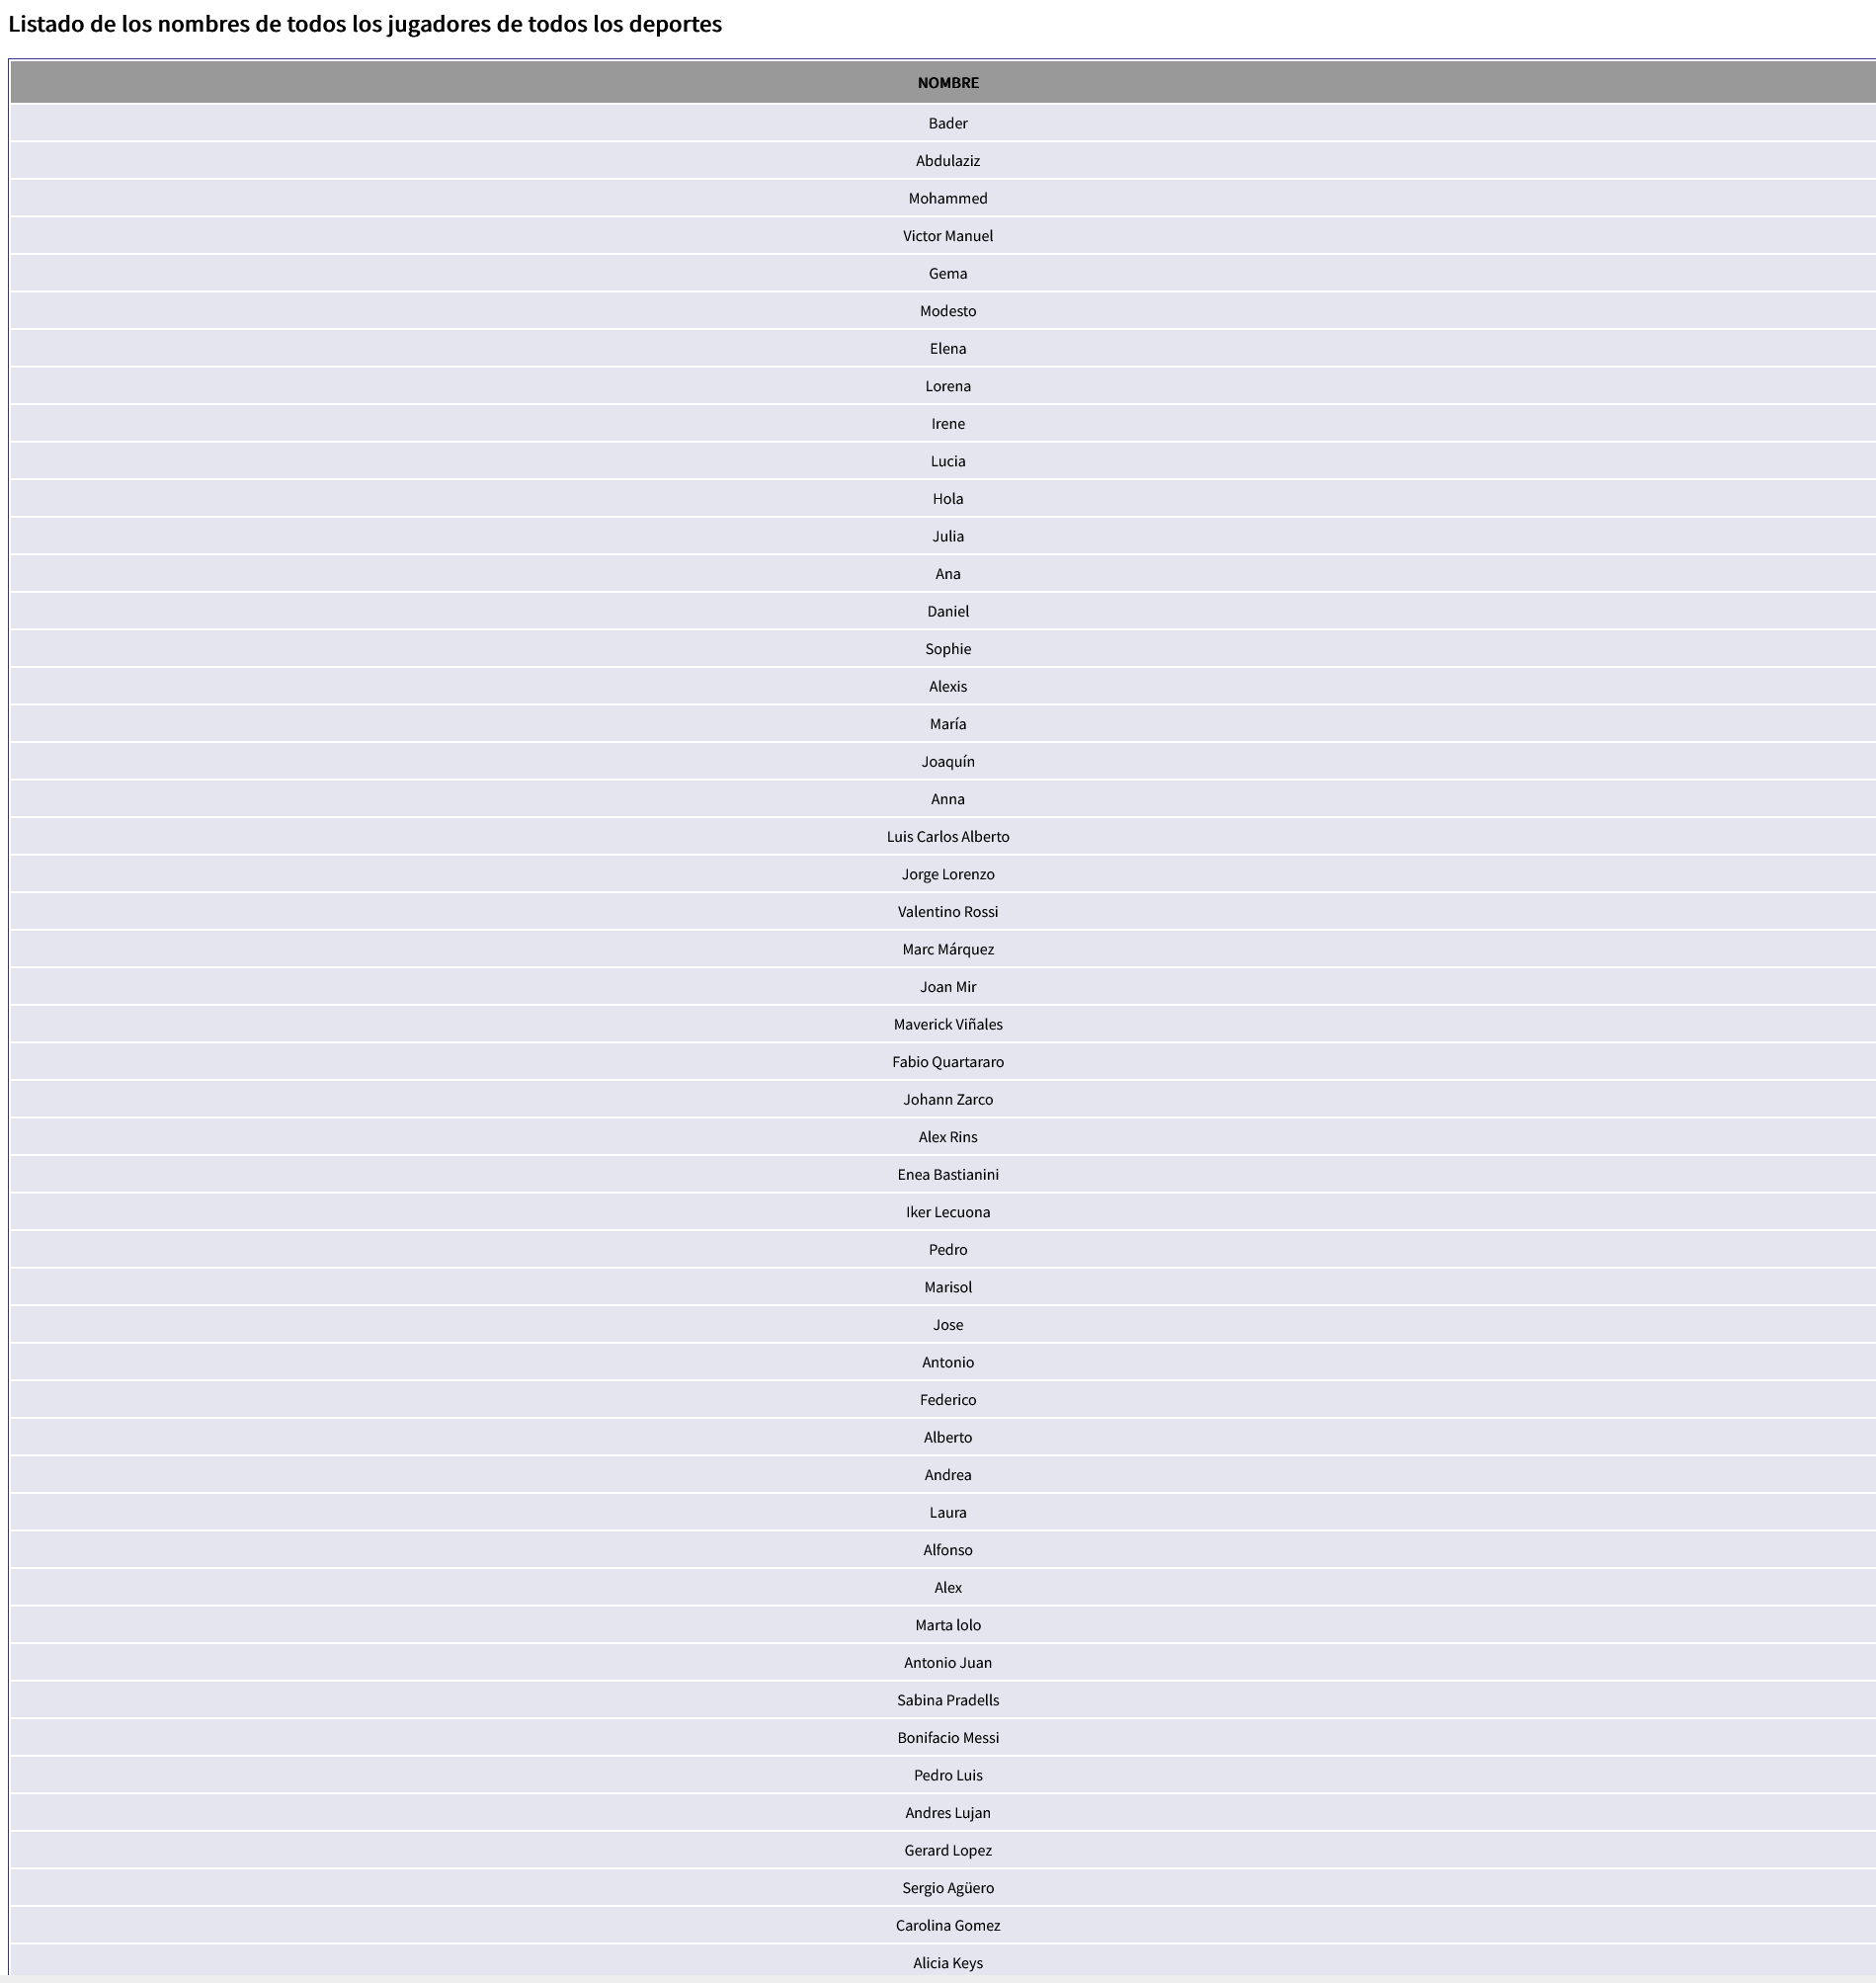 Listado de los nombres de todos los jugadores de todos los deportes
NOMBRE
Bader
Abdulaziz
Mohammed
Victor Manuel
Gema
Modesto
Elena
Lorena
Irene
Lucia
Hola
Julia
Ana
Daniel
Sophie
Alexis
María
Joaquín
Anna
Luis Carlos Alberto
Jorge Lorenzo
Valentino Rossi
Marc Márquez
Joan Mir
Maverick Viñales
Fabio Quartararo
Johann Zarco
Alex Rins
Enea Bastianini
Iker Lecuona
Pedro
Marisol
Jose
Antonio
Federico
Alberto
Andrea
Laura
Alfonso
Alex
Marta lolo
Antonio Juan
Sabina Pradells
Bonifacio Messi
Pedro Luis
Andres Lujan
Gerard Lopez
Sergio Agüero
Carolina Gomez
Alicia Keys